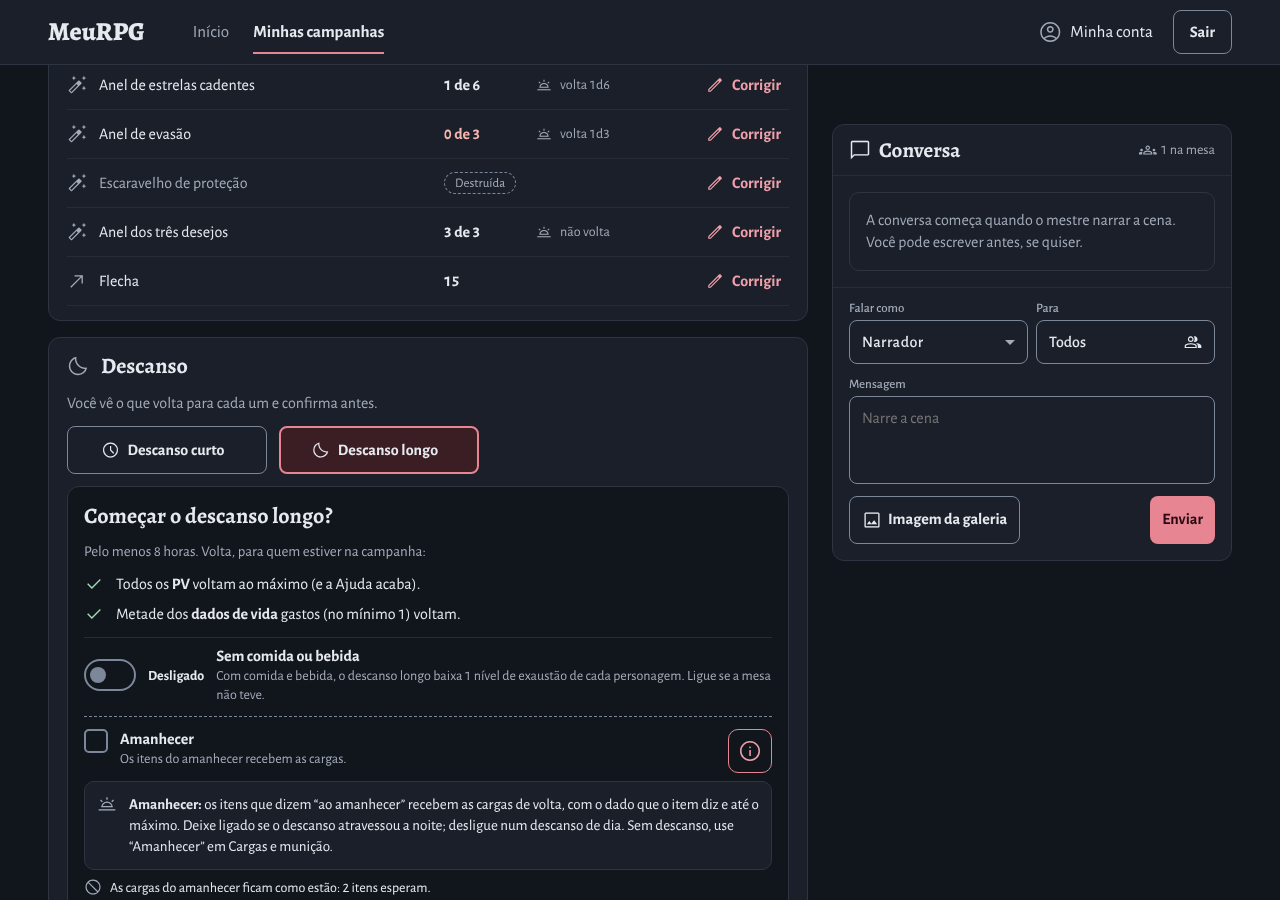 MeuRPG Início Minhas campanhas Minha conta Sair
Anel de estrelas cadentes 1 de 6 volta 1d6 Corrigir
Anel de evasão 0 de 3 volta 1d3 Corrigir
Escaravelho de proteção Destruída Corrigir
Anel dos três desejos 3 de 3 não volta Corrigir
Flecha 15 Corrigir
Descanso
Você vê o que volta para cada um e confirma antes.
Descanso curto Descanso longo
Começar o descanso longo?
Pelo menos 8 horas. Volta, para quem estiver na campanha:
Todos os PV voltam ao máximo (e a Ajuda acaba).
Metade dos dados de vida gastos (no mínimo 1) voltam.
Desligado
Sem comida ou bebida
Com comida e bebida, o descanso longo baixa 1 nível de exaustão de cada personagem. Ligue se a mesa
não teve.
Amanhecer
Os itens do amanhecer recebem as cargas.
Amanhecer: os itens que dizem “ao amanhecer” recebem as cargas de volta, com o dado que o item diz e até o
máximo. Deixe ligado se o descanso atravessou a noite; desligue num descanso de dia. Sem descanso, use
“Amanhecer” em Cargas e munição.
As cargas do amanhecer ficam como estão: 2 itens esperam.
Conversa 1 na mesa
A conversa começa quando o mestre narrar a cena.
Você pode escrever antes, se quiser.
Falar como Para
Narrador Todos
Mensagem
Narre a cena
Imagem da galeria Enviar